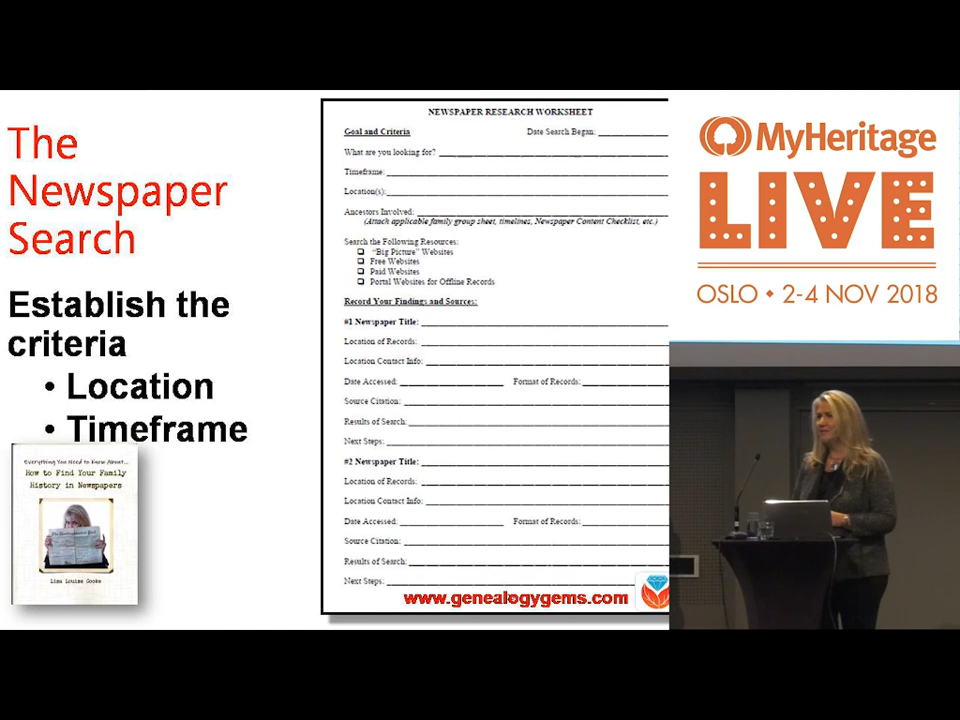 The
Newspaper
Search
Establish the
criteria
• Location
• Timeframe
Everything You Need to Know About...
How to Find Your Family
History in Newspapers
Lisa Louise Cooke
NEWSPAPER RESEARCH WORKSHEET
Goal and Criteria Date Search Began:
What are you looking for?
Timeframe:
Location(s):
Ancestors Involved:
(Attach applicable family group sheet, timelines, Newspaper Content Checklist, etc.)
Search the Following Resources:
❑ "Big Picture" Websites
❑ Free Websites
❑ Paid Websites
❑ Portal Websites for Offline Records
Record Your Findings and Sources:
#1 Newspaper Title:
Location of Records:
Location Contact Info:
Date Accessed: Format of Records:
Source Citation:
Results of Search:
Next Steps:
#2 Newspaper Title:
Location of Records:
Location Contact Info:
Date Accessed: Format of Records:
Source Citation:
Results of Search:
Next Steps:
www.genealogygems.com
MyHeritage
LIVE
OSLO • 2-4 NOV 2018